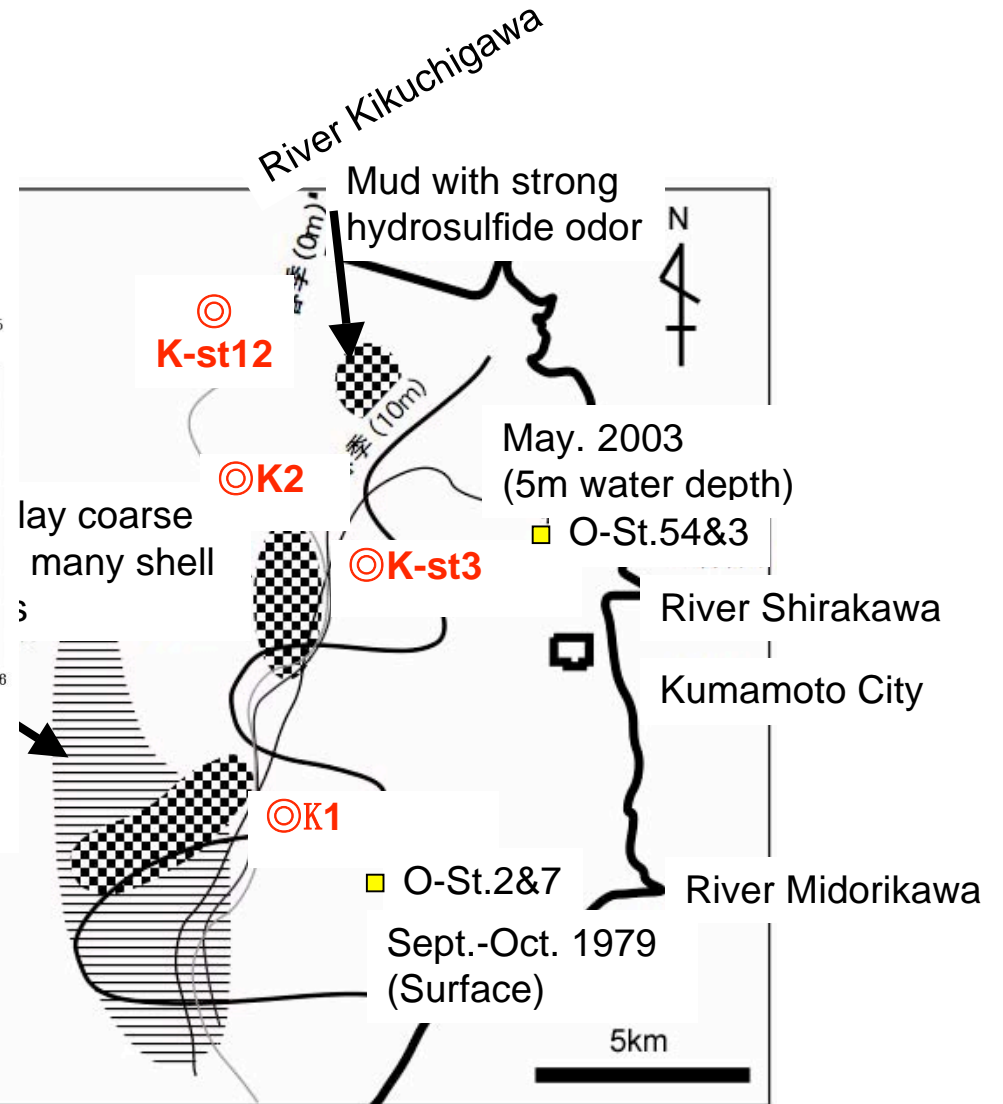 River Kikuchigawa
Mud with strong
hydrosulfide odor
N
季 (0m)
K-st12
季 (10m)
May. 2003
(5m water depth)
K2
lay coarse
many shell
s
O-St.54&3
K-st3
River Shirakawa
Kumamoto City
K1
O-St.2&7
River Midorikawa
Sept.-Oct. 1979
(Surface)
5km